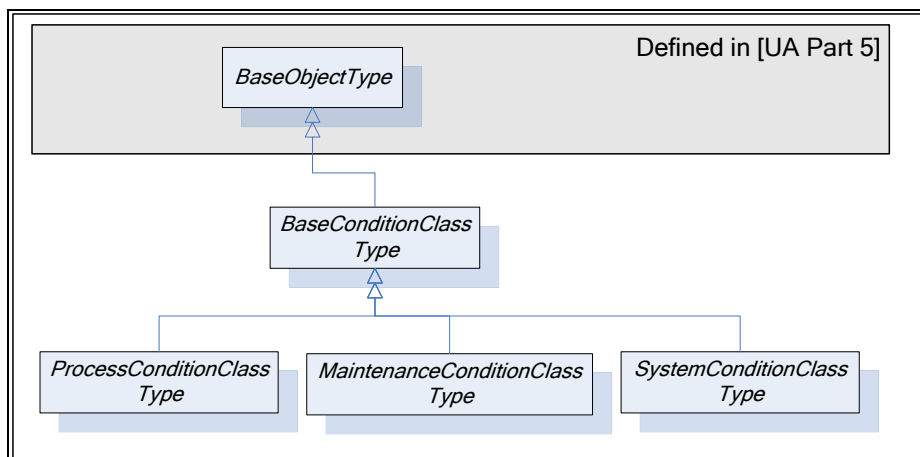 Defined in [UA Part 5]
BaseObjectType
BaseConditionClass
Type
ProcessConditionClass
Type
MaintenanceConditionClass
Type
SystemConditionClass
Type